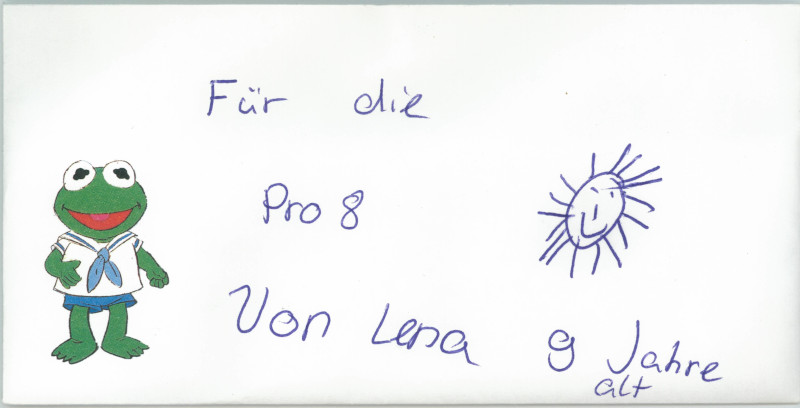 Für die
Pro 8
Von Lena 9 Jahre
alt